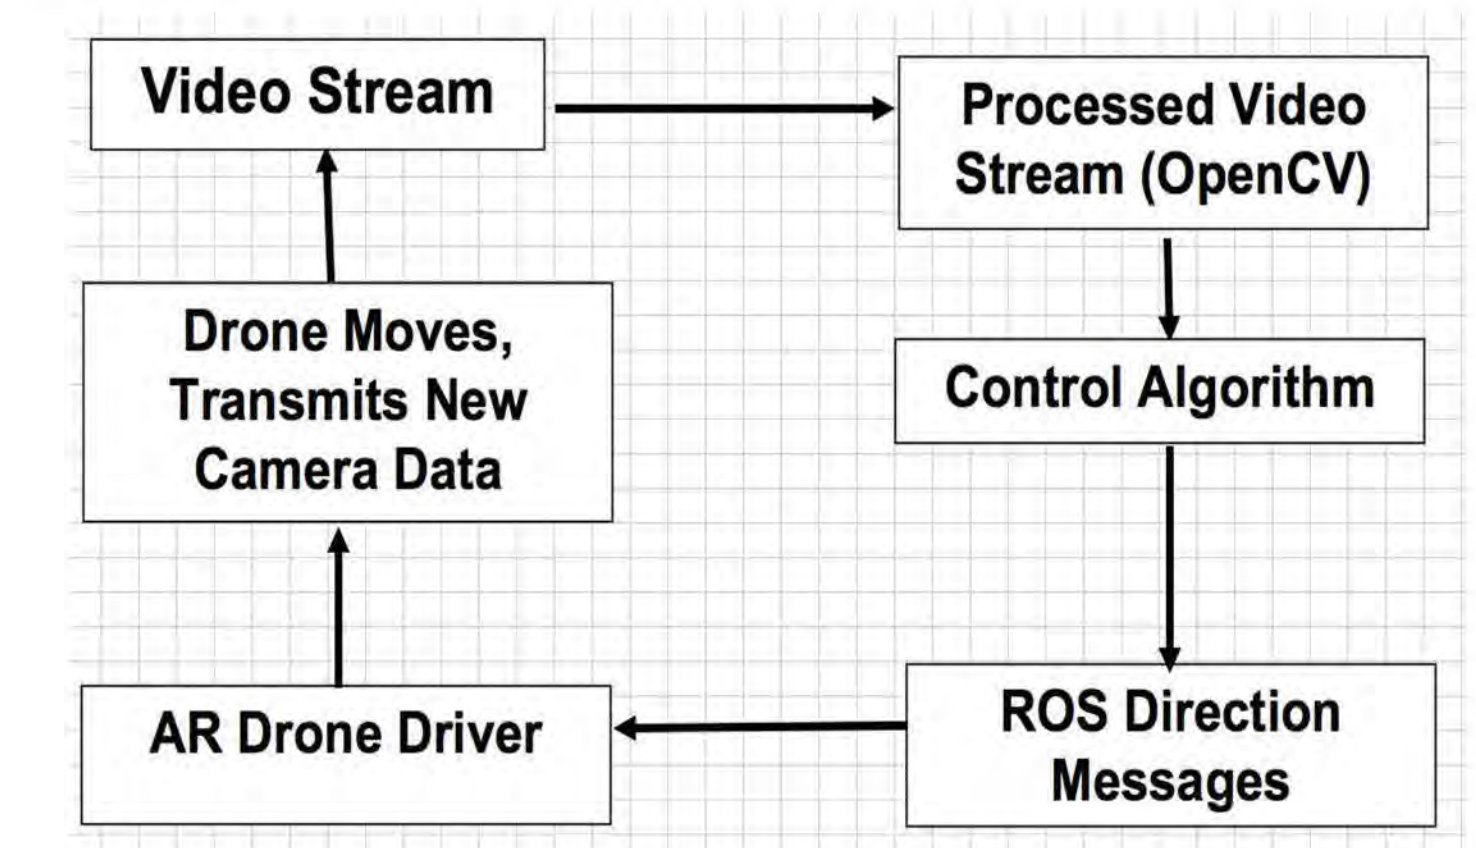 Video Stream
Processed Video
Stream (OpenCV)
Drone Moves,
Transmits New
Camera Data
Control Algorithm
AR Drone Driver
ROS Direction
Messages